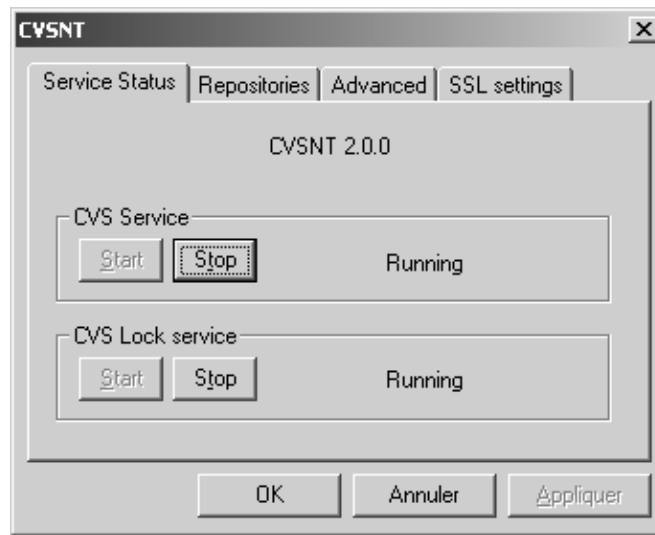 CVSNT
Service Status Repositories Advanced SSL settings
CVSNT 2.0.0
CVS Service
Start Stop Running
CVS Lock service
Start Stop Running
OK Annuler Appliquer